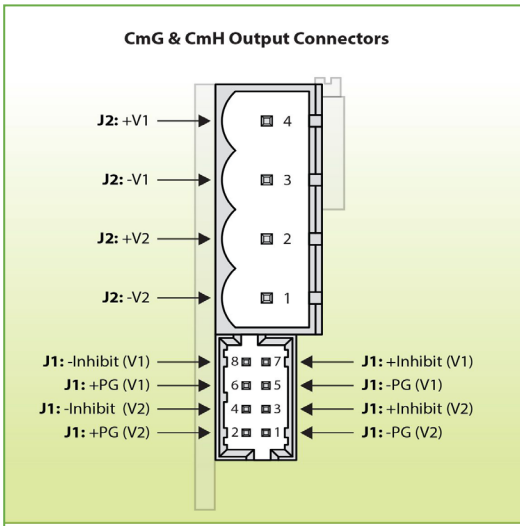 CmG & CmH Output Connectors
J2: +V1 4
J2: -V1 3
J2: +V2 2
J2: -V2 1
J1: -Inhibit (V1) 8 7 J1: +Inhibit (V1)
J1: +PG (V1) 6 5 J1: -PG (V1)
J1: -Inhibit (V2) 4 3 J1: +Inhibit (V2)
J1: +PG (V2) 2 1 J1: -PG (V2)